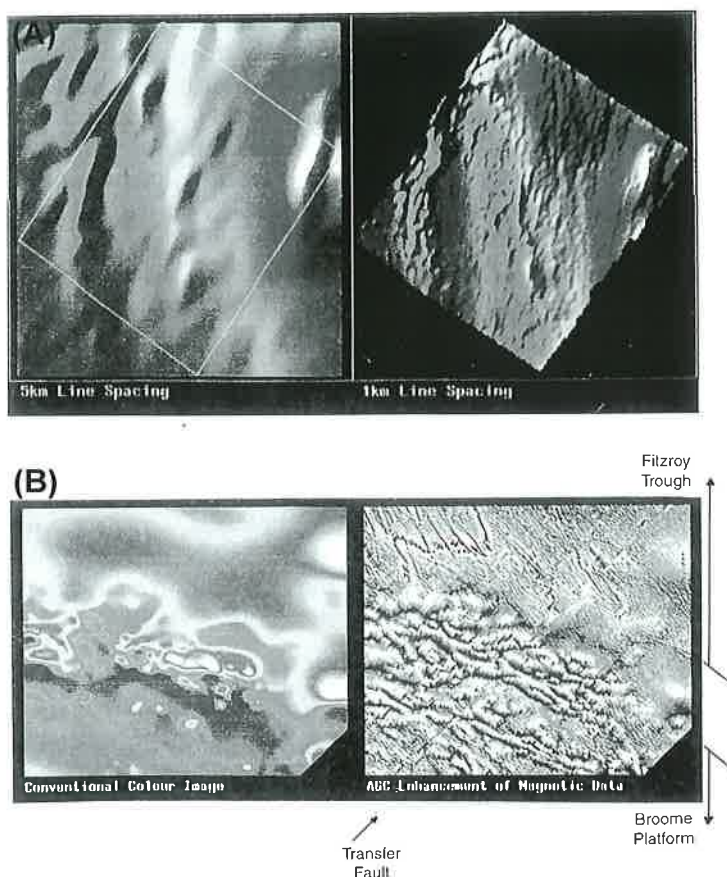 (A)
5km Line Spacing
1km Line Spacing
(B)
Fitzroy
Trough
Conventional Colour Image
AGC Enhancement of Magnetic Data
Broome
Platform
Transfer
Fault